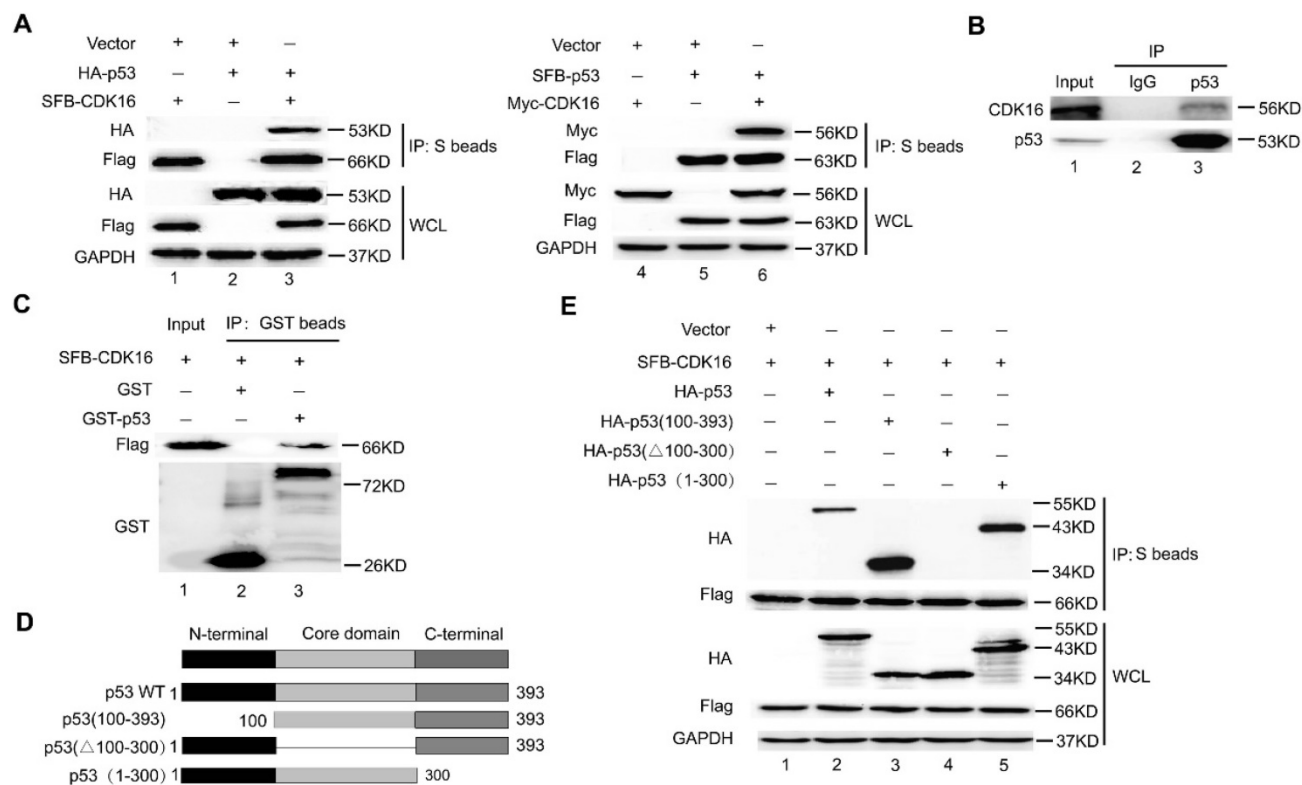 A
Vector + + –
HA-p53 – + +
SFB-CDK16 + – +
HA 53KD
Flag 66KD
IP: S beads
HA 53KD
Flag 66KD
GAPDH 37KD
WCL
1 2 3
Vector + + –
SFB-p53 – + +
Myc-CDK16 + – +
Myc 56KD
Flag 63KD
IP: S beads
Myc 56KD
Flag 63KD
GAPDH 37KD
WCL
4 5 6
B
IP
Input IgG p53
CDK16 56KD
p53 53KD
1 2 3
C
Input IP: GST beads
SFB-CDK16 + + +
GST – + –
GST-p53 – – +
Flag 66KD
72KD
GST
26KD
1 2 3
D
N-terminal Core domain C-terminal
p53 WT 1 393
p53(100-393) 100 393
p53(△100-300) 1 393
p53 (1-300) 1 300
E
Vector + – – – –
SFB-CDK16 + + + + +
HA-p53 – + – – –
HA-p53(100-393) – – + – –
HA-p53(△100-300) – – – + –
HA-p53 (1-300) – – – – +
55KD
HA 43KD
34KD
Flag 66KD
IP: S beads
55KD
HA 43KD
34KD
Flag 66KD
GAPDH 37KD
WCL
1 2 3 4 5